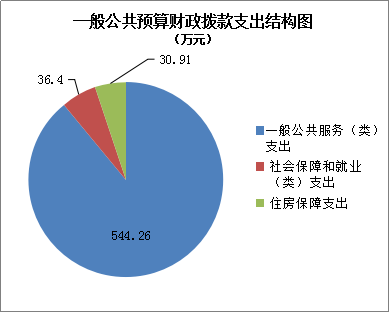 一般公共预算财政拨款支出结构图
（万元）
30.91
36.4
544.26
一般公共服务（类）
支出
社会保障和就业
（类）支出
住房保障支出